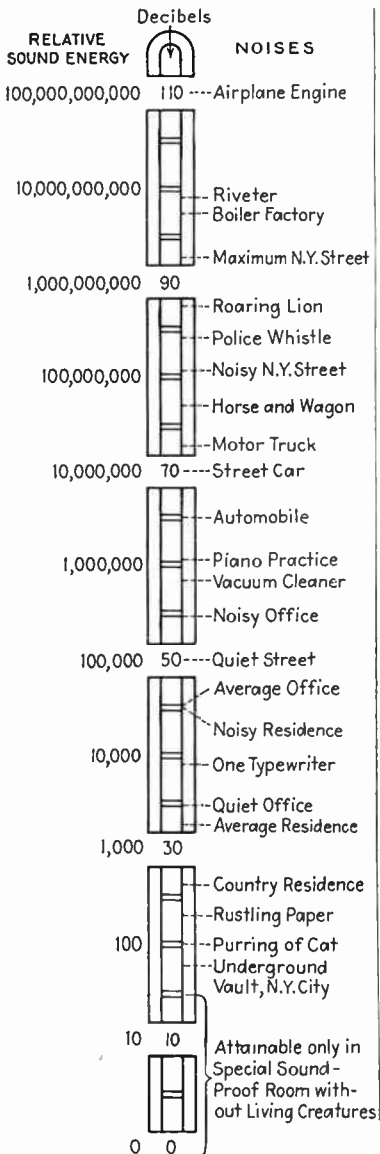 Decibels
RELATIVE
SOUND ENERGY
NOISES
100,000,000,000 110 Airplane Engine
10,000,000,000
Riveter
Boiler Factory
Maximum N.Y. Street
1,000,000,000 90
Roaring Lion
Police Whistle
100,000,000
Noisy N.Y. Street
Horse and Wagon
Motor Truck
10,000,000 70 Street Car
Automobile
1,000,000
Piano Practice
Vacuum Cleaner
Noisy Office
100,000 50 Quiet Street
Average Office
Noisy Residence
10,000
One Typewriter
Quiet Office
Average Residence
1,000 30
Country Residence
Rustling Paper
100 Purring of Cat
Underground
Vault, N.Y. City
10 10
Attainable only in
Special Sound-
Proof Room with-
out Living Creatures
0 0